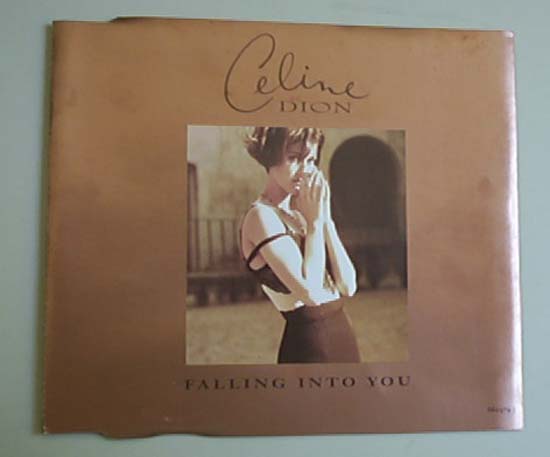 Celine
DION
FALLING INTO YOU